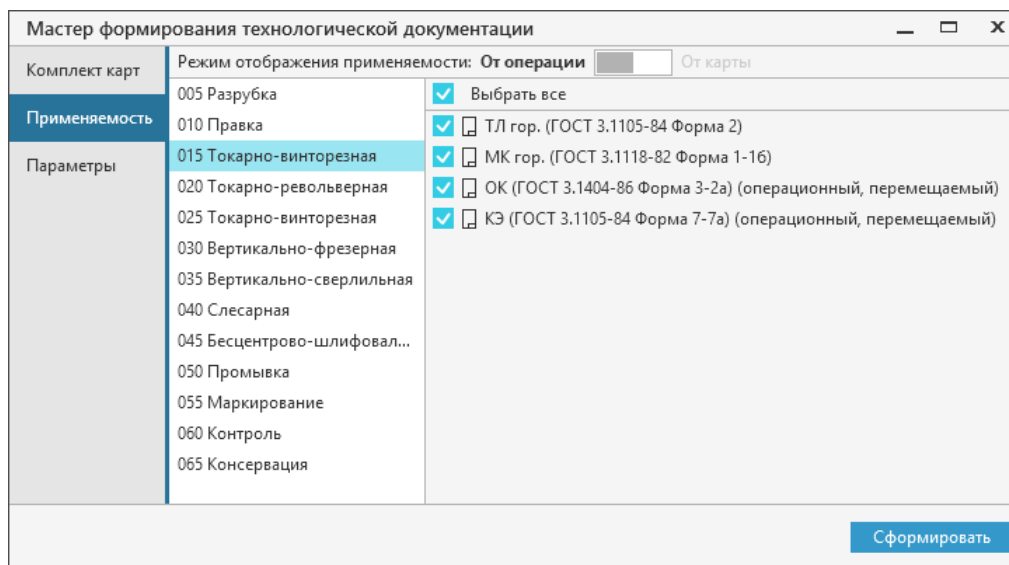 Мастер формирования технологической документации
Комплект карт
Применяемость
Параметры
Режим отображения применяемости: От операции От карты
005 Разрубка
010 Правка
015 Токарно-винторезная
020 Токарно-револьверная
025 Токарно-винторезная
030 Вертикально-фрезерная
035 Вертикально-сверлильная
040 Слесарная
045 Бесцентрово-шлифовал...
050 Промывка
055 Маркирование
060 Контроль
065 Консервация
Выбрать все
ТЛ гор. (ГОСТ 3.1105-84 Форма 2)
МК гор. (ГОСТ 3.1118-82 Форма 1-16)
ОК (ГОСТ 3.1404-86 Форма 3-2а) (операционный, перемещаемый)
КЭ (ГОСТ 3.1105-84 Форма 7-7а) (операционный, перемещаемый)
Сформировать